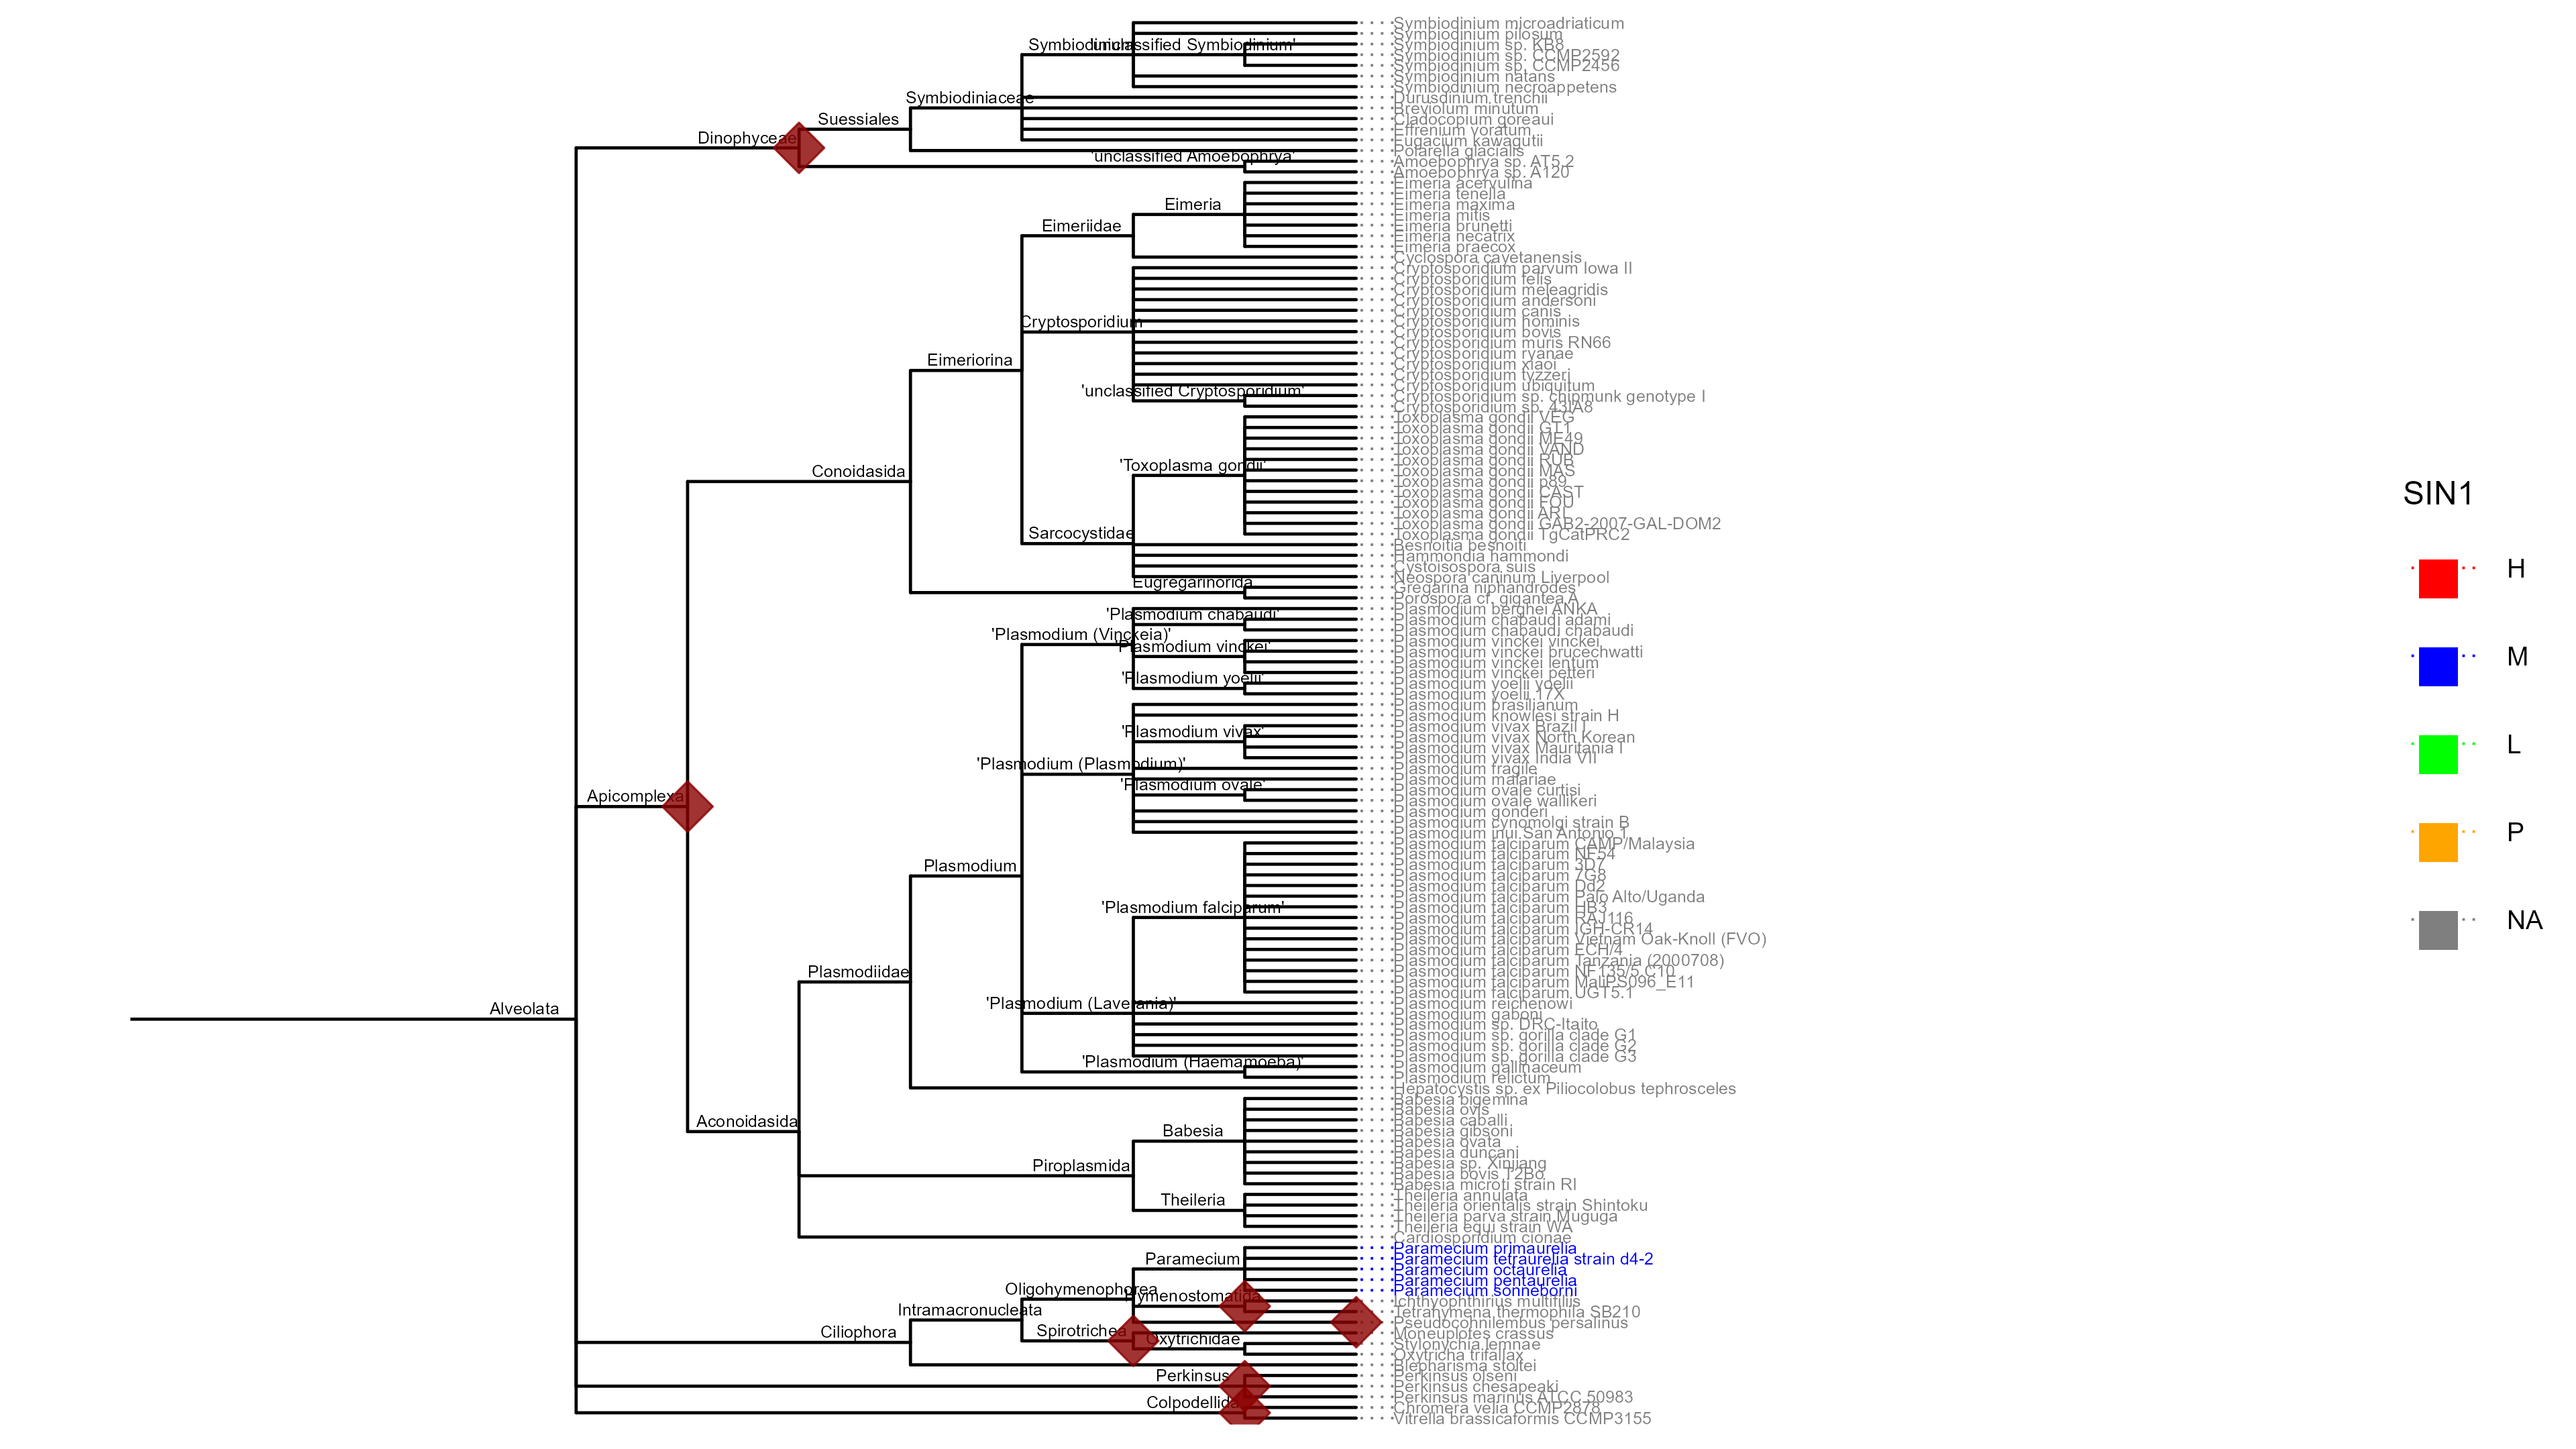 Alveolata
Dinophyceae
Suessiales
Symbiodiniaceae
Symbiodinium
'unclassified Symbiodinium'
'unclassified Amoebophrya'
Apicomplexa
Conoidasida
Eimeriorina
Eimeriidae
Eimeria
Cryptosporidium
'unclassified Cryptosporidium'
Sarcocystidae
'Toxoplasma gondii'
Eugregarinorida
Aconoidasida
Plasmodiidae
Plasmodium
'Plasmodium (Vinckeia)'
'Plasmodium chabaudi'
'Plasmodium vinckei'
'Plasmodium yoelii'
'Plasmodium (Plasmodium)'
'Plasmodium vivax'
'Plasmodium ovale'
'Plasmodium (Laverania)'
'Plasmodium falciparum'
'Plasmodium (Haemamoeba)'
Piroplasmida
Babesia
Theileria
Ciliophora
Intramacronucleata
Oligohymenophorea
Paramecium
Hymenostomatida
Spirotrichea
Oxytrichidae
Perkinsus
Colpodellida
Symbiodinium microadriaticum
Symbiodinium pilosum
Symbiodinium sp. KB8
Symbiodinium sp. CCMP2592
Symbiodinium sp. CCMP2456
Symbiodinium natans
Symbiodinium necroappetens
Durusdinium trenchii
Breviolum minutum
Cladocopium goreaui
Effrenium voratum
Fugacium kawagutii
Polarella glacialis
Amoebophrya sp. AT5.2
Amoebophrya sp. A120
Eimeria acervulina
Eimeria tenella
Eimeria maxima
Eimeria mitis
Eimeria brunetti
Eimeria necatrix
Eimeria praecox
Cyclospora cayetanensis
Cryptosporidium parvum Iowa II
Cryptosporidium felis
Cryptosporidium meleagridis
Cryptosporidium andersoni
Cryptosporidium canis
Cryptosporidium hominis
Cryptosporidium bovis
Cryptosporidium muris RN66
Cryptosporidium ryanae
Cryptosporidium xiaoi
Cryptosporidium tyzzeri
Cryptosporidium ubiquitum
Cryptosporidium sp. chipmunk genotype I
Cryptosporidium sp. 43IA8
Toxoplasma gondii VEG
Toxoplasma gondii GT1
Toxoplasma gondii ME49
Toxoplasma gondii VAND
Toxoplasma gondii RUB
Toxoplasma gondii MAS
Toxoplasma gondii p89
Toxoplasma gondii CAST
Toxoplasma gondii FOU
Toxoplasma gondii ARI
Toxoplasma gondii GAB2-2007-GAL-DOM2
Toxoplasma gondii TgCatPRC2
Besnoitia besnoiti
Hammondia hammondi
Cystoisospora suis
Neospora caninum Liverpool
Gregarina niphandrodes
Porospora cf. gigantea A
Plasmodium berghei ANKA
Plasmodium chabaudi adami
Plasmodium chabaudi chabaudi
Plasmodium vinckei vinckei
Plasmodium vinckei brucechwatti
Plasmodium vinckei lentum
Plasmodium vinckei petteri
Plasmodium yoelii yoelii
Plasmodium yoelii 17X
Plasmodium brasilianum
Plasmodium knowlesi strain H
Plasmodium vivax Brazil I
Plasmodium vivax North Korean
Plasmodium vivax Mauritania I
Plasmodium vivax India VII
Plasmodium fragile
Plasmodium malariae
Plasmodium ovale curtisi
Plasmodium ovale wallikeri
Plasmodium gonderi
Plasmodium cynomolgi strain B
Plasmodium inui San Antonio 1
Plasmodium falciparum CAMP/Malaysia
Plasmodium falciparum NF54
Plasmodium falciparum 3D7
Plasmodium falciparum 7G8
Plasmodium falciparum Dd2
Plasmodium falciparum Palo Alto/Uganda
Plasmodium falciparum HB3
Plasmodium falciparum RAJ116
Plasmodium falciparum IGH-CR14
Plasmodium falciparum Vietnam Oak-Knoll (FVO)
Plasmodium falciparum FCH/4
Plasmodium falciparum Tanzania (2000708)
Plasmodium falciparum NF135/5.C10
Plasmodium falciparum MaliPS096_E11
Plasmodium falciparum UGT5.1
Plasmodium reichenowi
Plasmodium gaboni
Plasmodium sp. DRC-Itaito
Plasmodium sp. gorilla clade G1
Plasmodium sp. gorilla clade G2
Plasmodium sp. gorilla clade G3
Plasmodium gallinaceum
Plasmodium relictum
Hepatocystis sp. ex Piliocolobus tephrosceles
Babesia bigemina
Babesia ovis
Babesia caballi
Babesia gibsoni
Babesia ovata
Babesia duncani
Babesia sp. Xinjiang
Babesia bovis T2Bo
Babesia microti strain RI
Theileria annulata
Theileria orientalis strain Shintoku
Theileria parva strain Muguga
Theileria equi strain WA
Cardiosporidium cionae
Paramecium primaurelia
Paramecium tetraurelia strain d4-2
Paramecium octaurelia
Paramecium pentaurelia
Paramecium sonneborni
Ichthyophthirius multifiliis
Tetrahymena thermophila SB210
Pseudocohnilembus persalinus
Moneuplotes crassus
Stylonychia lemnae
Oxytricha trifallax
Blepharisma stoltei
Perkinsus olseni
Perkinsus chesapeaki
Perkinsus marinus ATCC 50983
Chromera velia CCMP2878
Vitrella brassicaformis CCMP3155
SIN1
H
M
L
P
NA